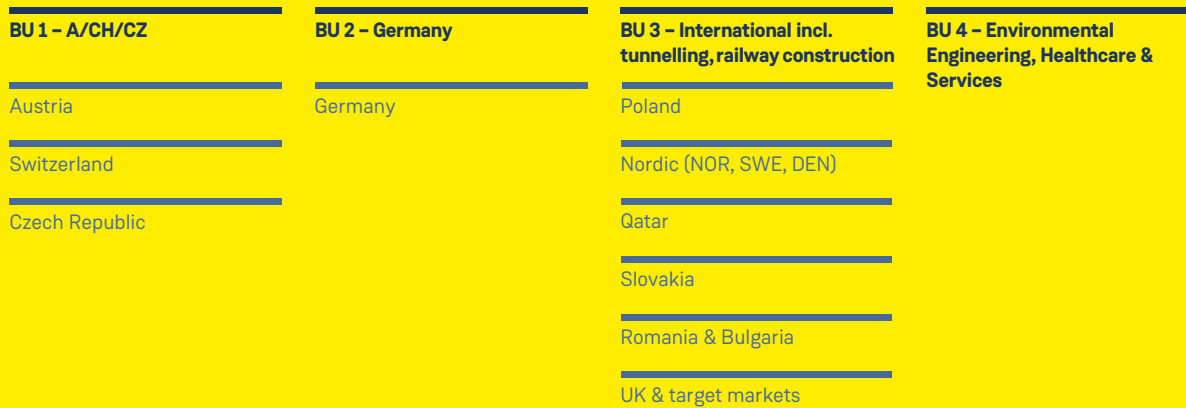 BU 1 – A/CH/CZ
Austria
Switzerland
Czech Republic
BU 2 – Germany
Germany
BU 3 – International incl.
tunnelling, railway construction
Poland
Nordic (NOR, SWE, DEN)
Qatar
Slovakia
Romania & Bulgaria
UK & target markets
BU 4 – Environmental
Engineering, Healthcare &
Services